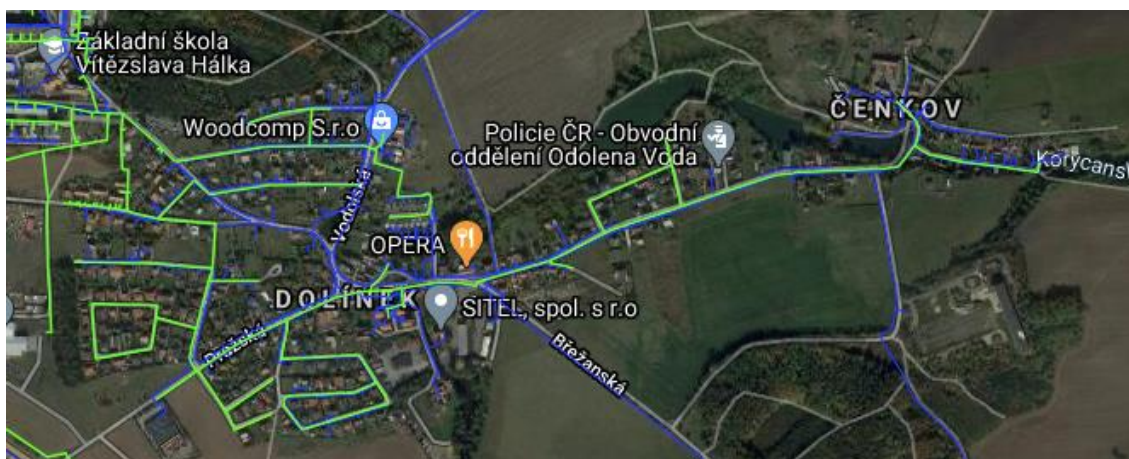 Základní škola
Vítězslava Hálka
Woodcomp S.r.o
Policie ČR - Obvodní
oddělení Odolena Voda
ČENKOV
Korycansk
Vodolská
OPERA
DOLÍNEK
SITEL, spol. s r.o
Pražská
Břežanská